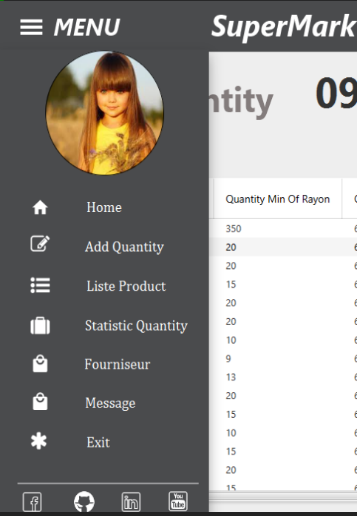 MENU
SuperMark
ntity
09
Quantity Min Of Rayon
Home
Add Quantity
Liste Product
Statistic Quantity
Fourniseur
Message
Exit
350
20
20
15
20
20
10
9
13
20
15
10
15
20
15
You
Tube